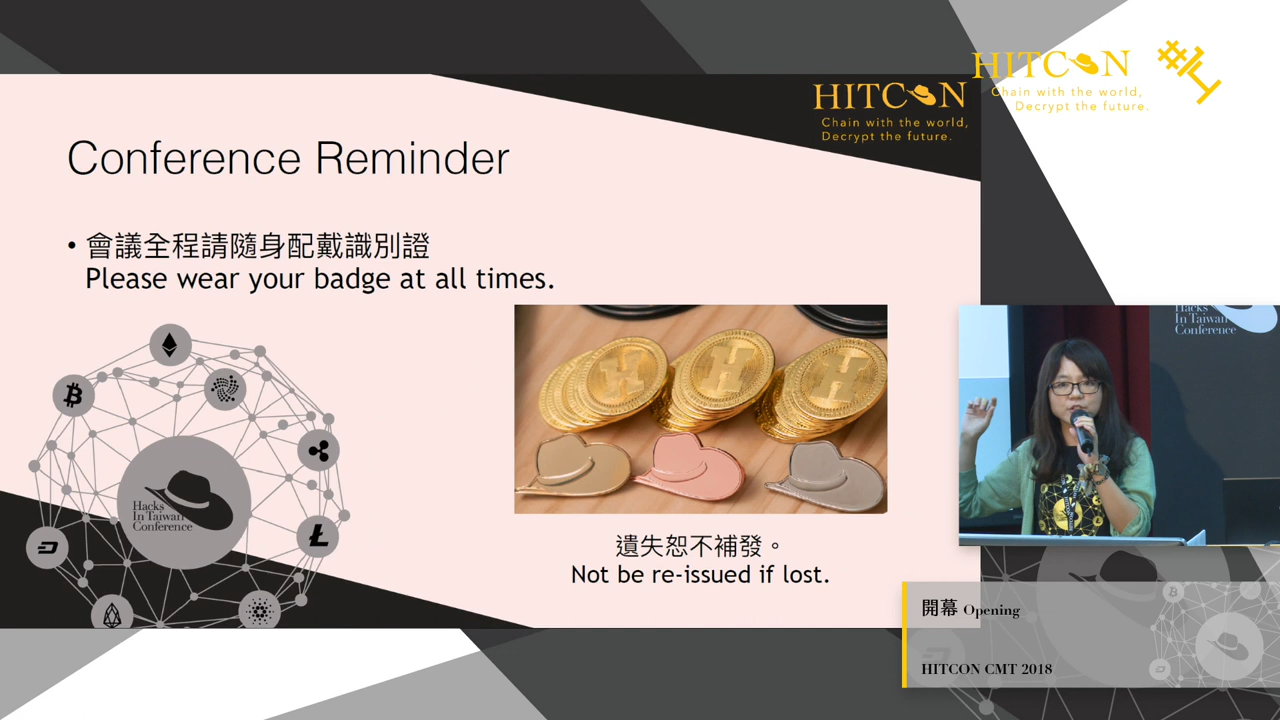 HITCON
Chain with the world,
Decrypt the future.
HITCON
Chain with the world,
Decrypt the future.
#14
Conference Reminder
• 會議全程請隨身配戴識別證
Please wear your badge at all times.
H H H
Hacks
In Taiwan
Conference
Hacks
In Taiwan
Conference
遺失恕不補發。
Not be re-issued if lost.
開幕 Opening
HITCON CMT 2018